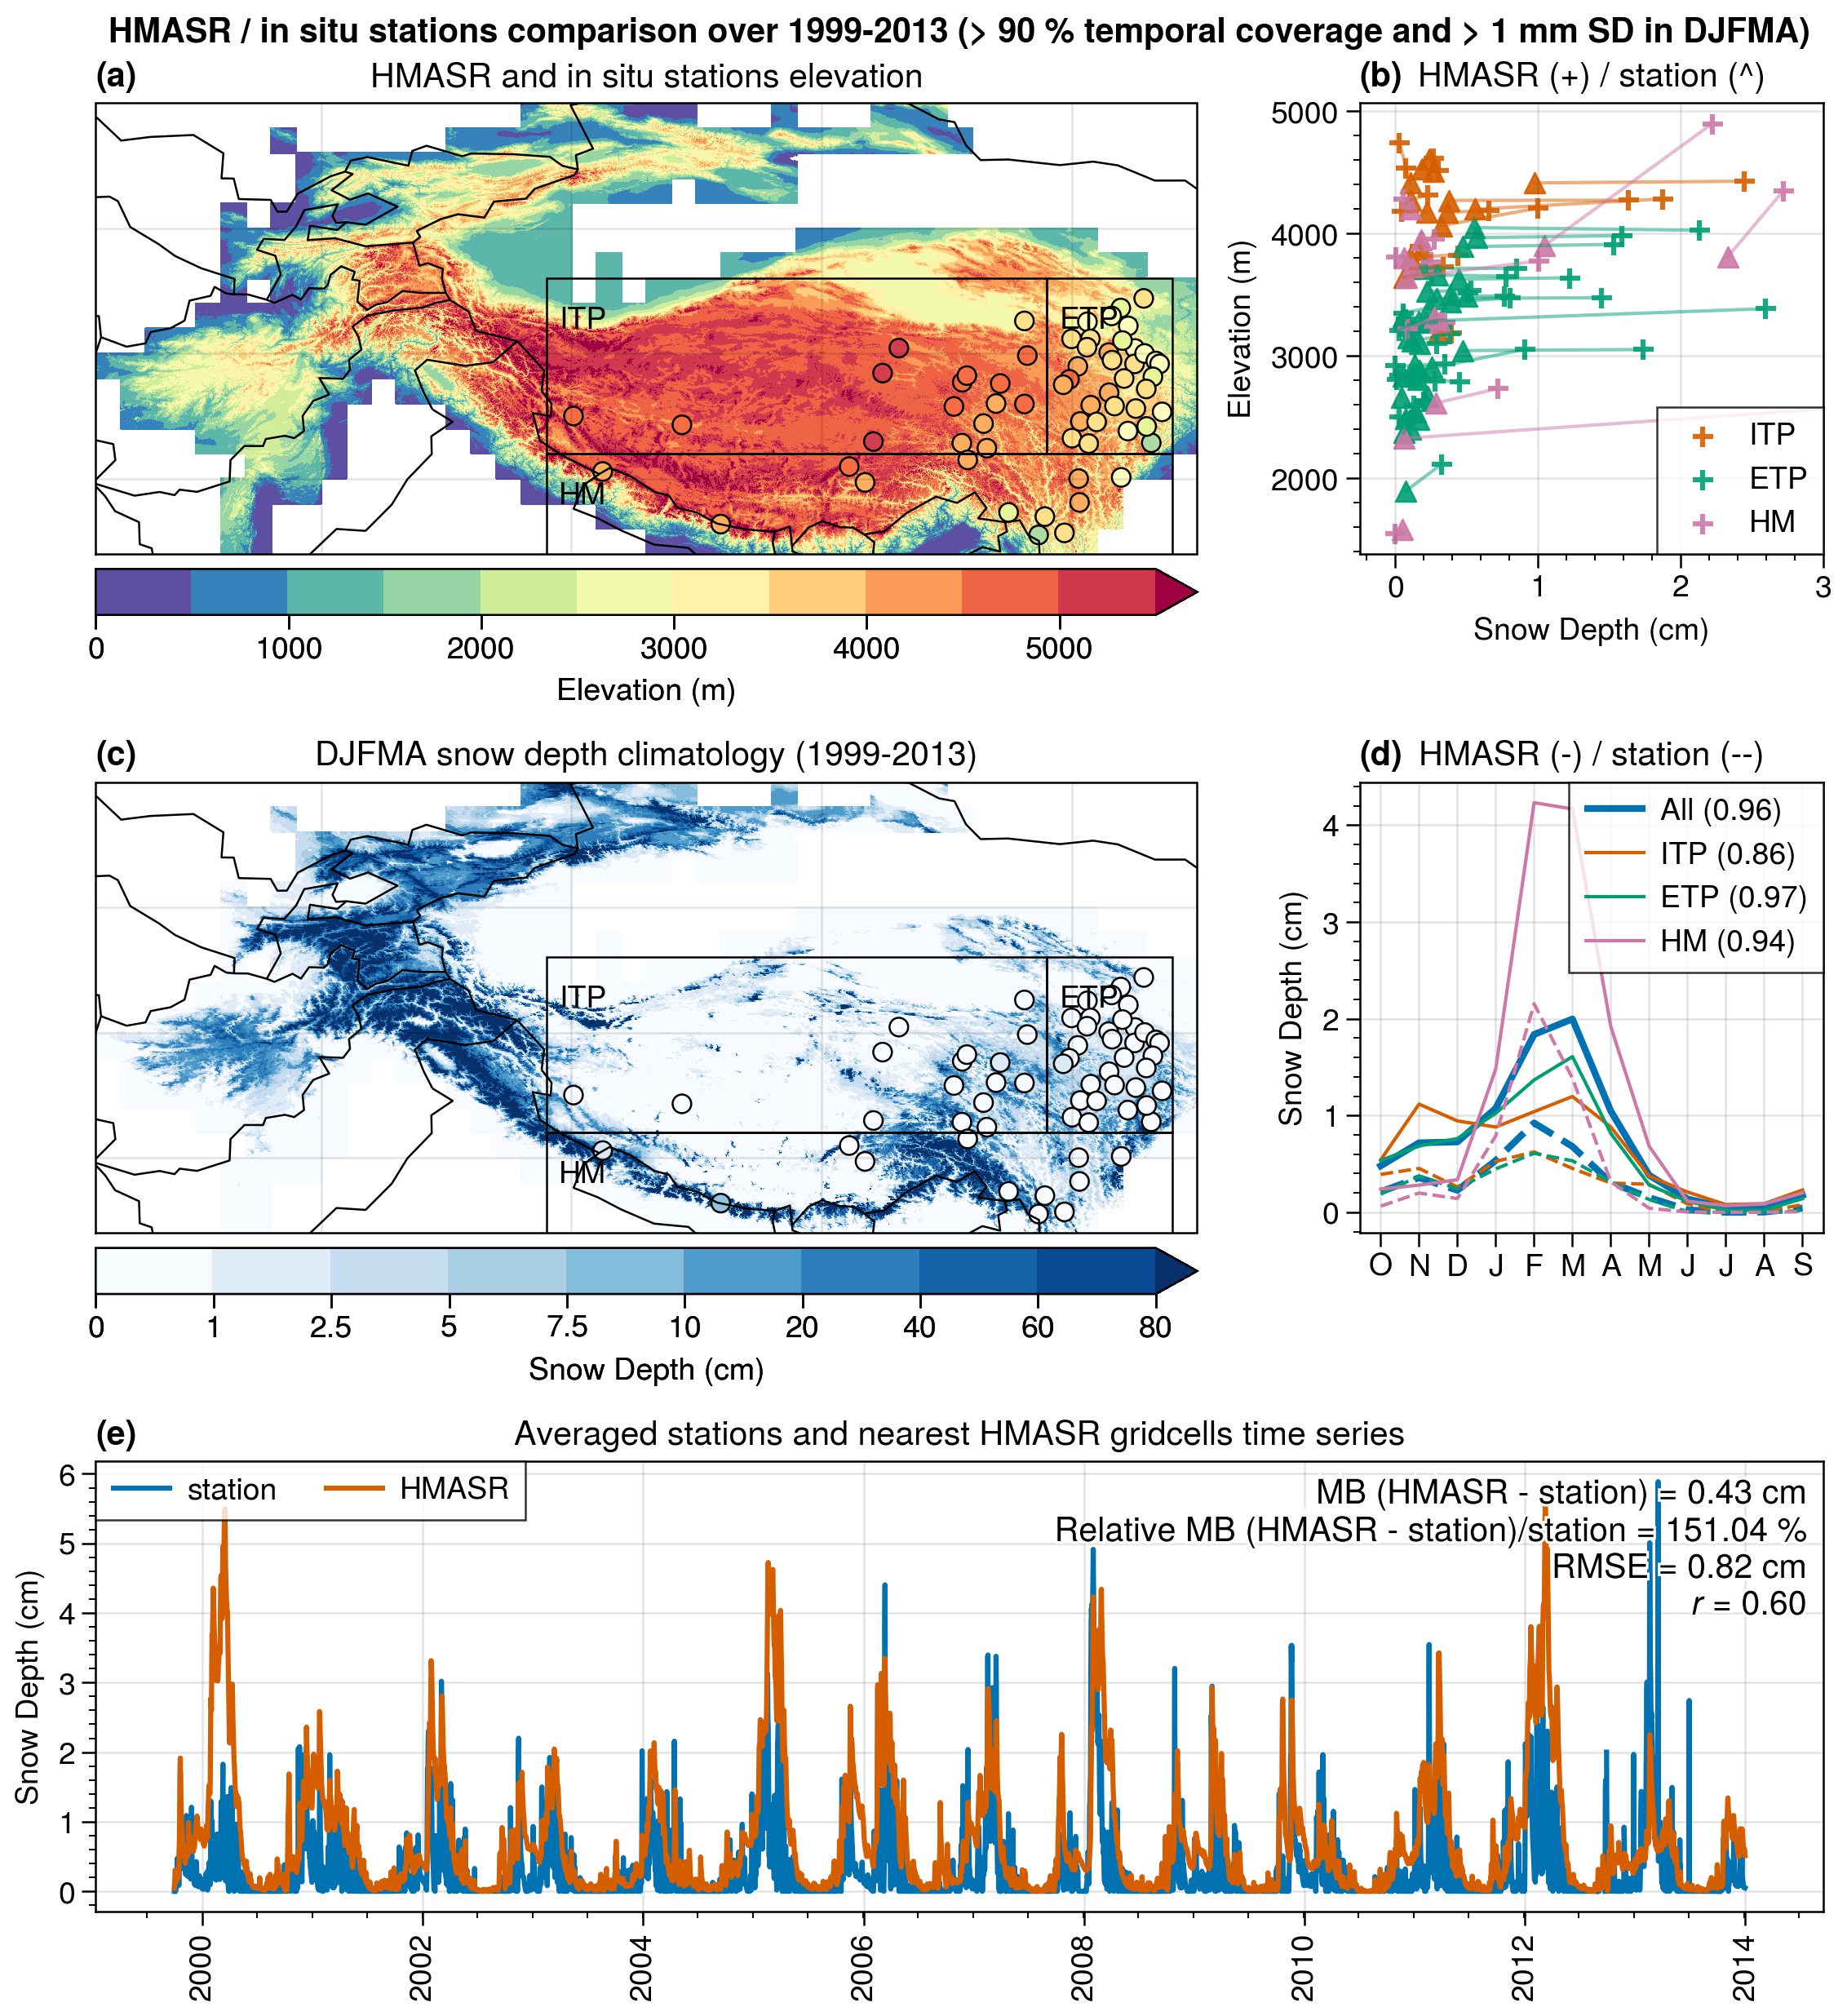 HMASR / in situ stations comparison over 1999-2013 (> 90 % temporal coverage and > 1 mm SD in DJFMA)
(a) HMASR and in situ stations elevation
ITP
ETP
HM
0 1000 2000 3000 4000 5000
Elevation (m)
(b) HMASR (+) / station (^)
5000
4000
3000
2000
Elevation (m)
ITP
ETP
HM
0 1 2 3
Snow Depth (cm)
(c) DJFMA snow depth climatology (1999-2013)
ITP
ETP
HM
0 1 2.5 5 7.5 10 20 40 60 80
Snow Depth (cm)
(d) HMASR (-) / station (--)
All (0.96)
ITP (0.86)
ETP (0.97)
HM (0.94)
4
3
2
1
0
Snow Depth (cm)
O N D J F M A M J J A S
(e) Averaged stations and nearest HMASR gridcells time series
station HMASR
MB (HMASR - station) = 0.43 cm
Relative MB (HMASR - station)/station = 151.04 %
RMSE = 0.82 cm
r = 0.60
6
5
4
3
2
1
0
Snow Depth (cm)
2000 2002 2004 2006 2008 2010 2012 2014